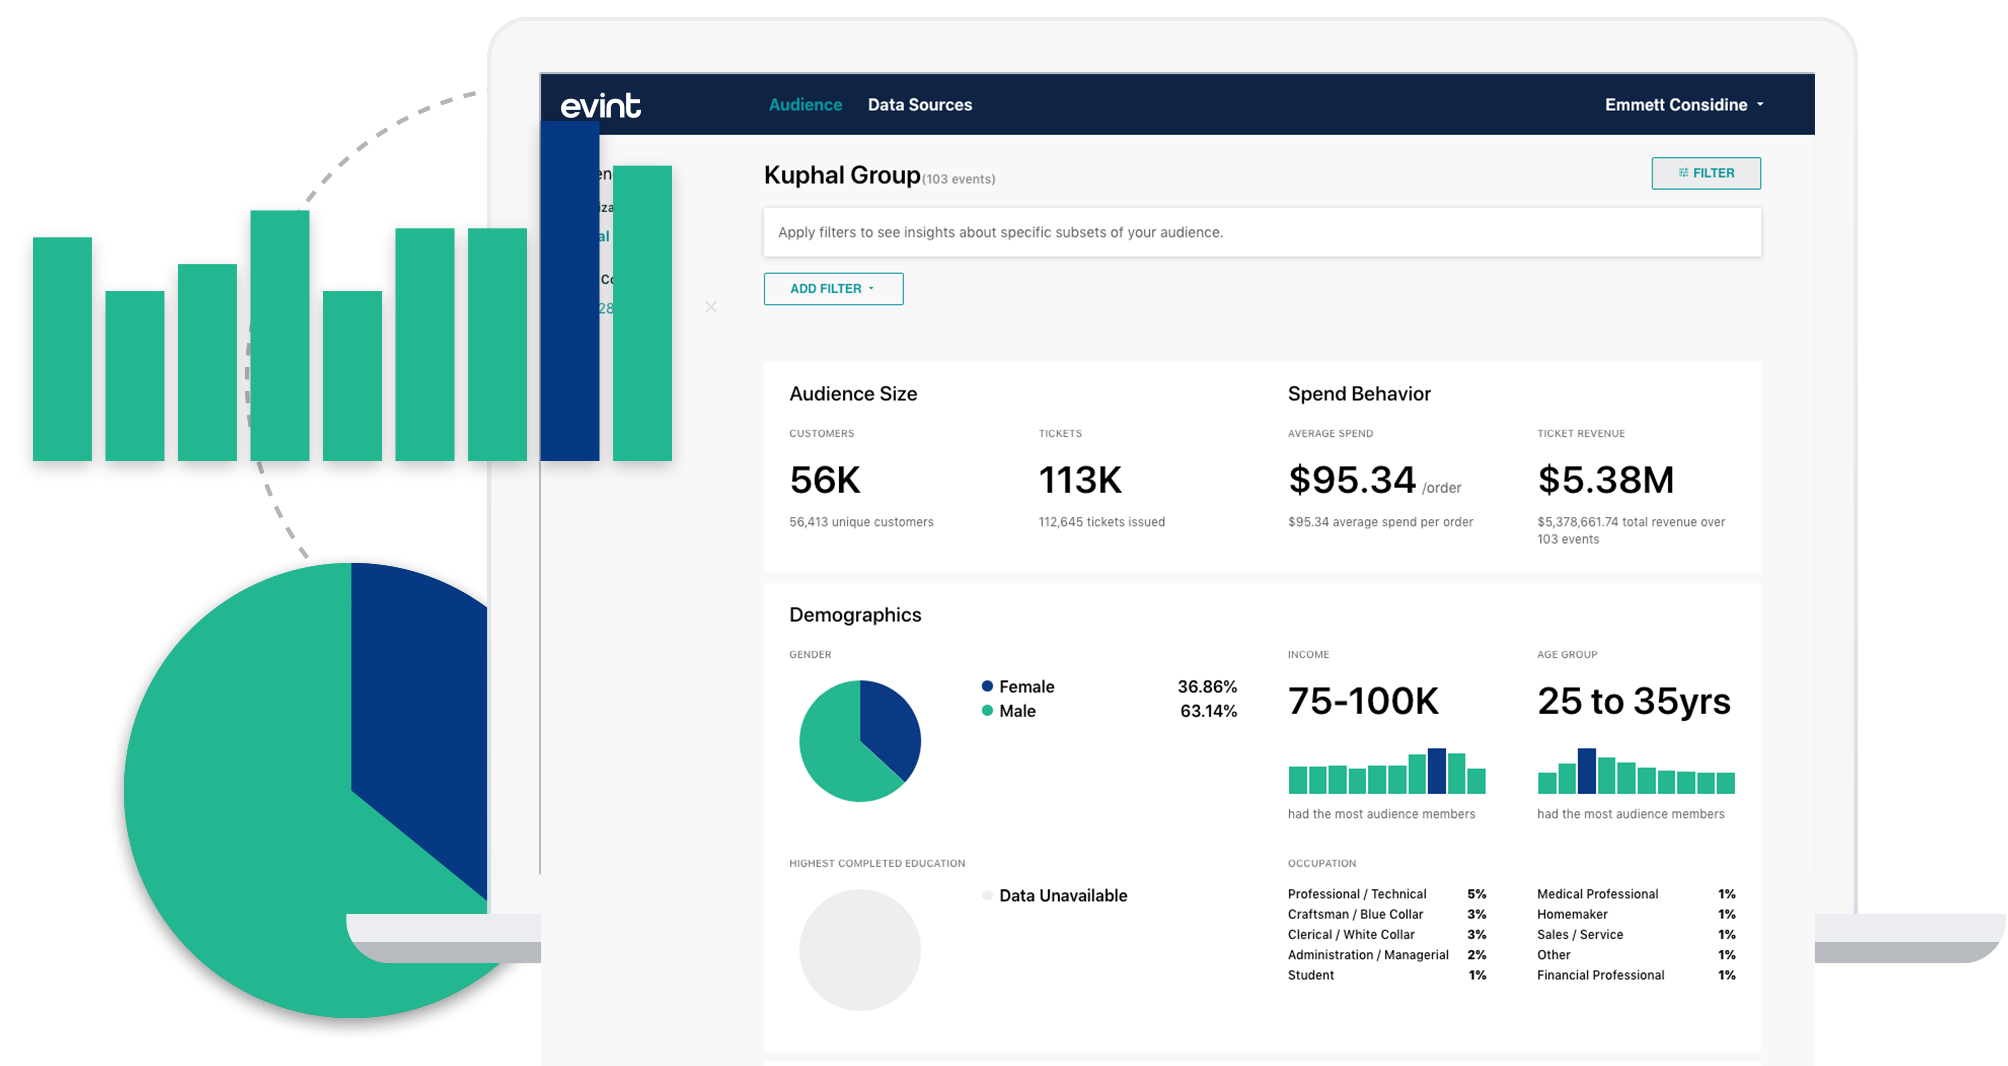 evint
Audience
Data Sources
Emmett Considine
Kuphal Group (103 events)
FILTER
Apply filters to see insights about specific subsets of your audience.
ADD FILTER
Audience Size
Spend Behavior
CUSTOMERS
TICKETS
AVERAGE SPEND
TICKET REVENUE
56K
113K
$95.34 /order
$5.38M
56,413 unique customers
112,645 tickets issued
$95.34 average spend per order
$5,378,661.74 total revenue over
103 events
Demographics
GENDER
Female 36.86%
Male 63.14%
INCOME
75-100K
had the most audience members
AGE GROUP
25 to 35yrs
had the most audience members
HIGHEST COMPLETED EDUCATION
Data Unavailable
OCCUPATION
Professional / Technical 5%
Craftsman / Blue Collar 3%
Clerical / White Collar 3%
Administration / Managerial 2%
Student 1%
Medical Professional 1%
Homemaker 1%
Sales / Service 1%
Other 1%
Financial Professional 1%